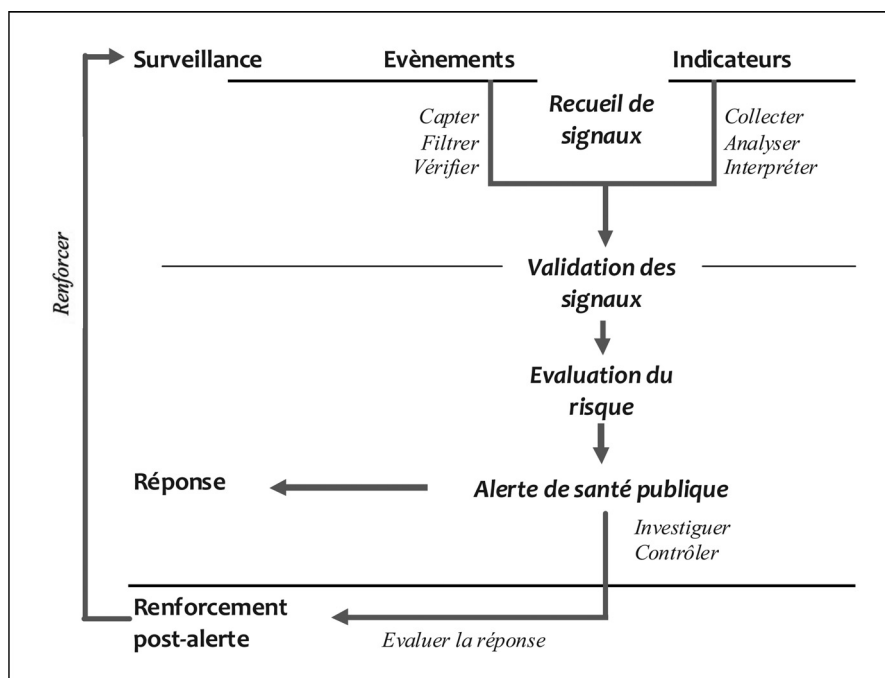 Surveillance
Evènements
Indicateurs
Recueil de
signaux
Capter
Filtrer
Vérifier
Collecter
Analyser
Interpréter
Validation des
signaux
Renforcer
Evaluation du
risque
Réponse
Alerte de santé publique
Investiguer
Contrôler
Renforcement
post-alerte
Evaluer la réponse